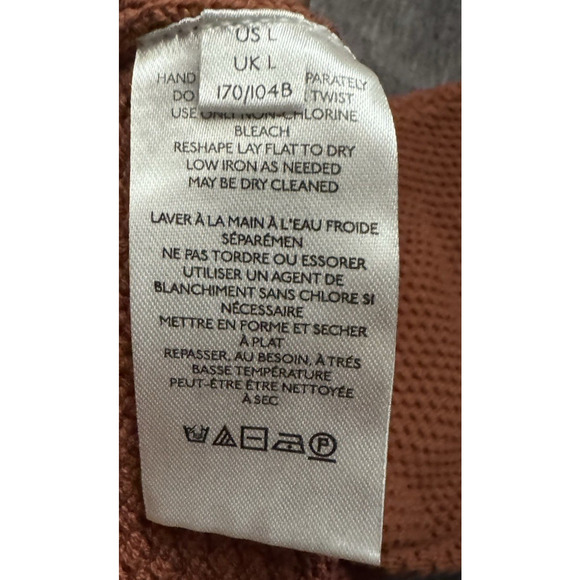 US L
UK L
170/104B
HAND PARATELY
DO TWIST
USE ONLY NON-CHLORINE
BLEACH
RESHAPE LAY FLAT TO DRY
LOW IRON AS NEEDED
MAY BE DRY CLEANED
LAVER À LA MAIN À L'EAU FROIDE
SÉPARÉMEN
NE PAS TORDRE OU ESSORER
UTILISER UN AGENT DE
BLANCHIMENT SANS CHLORE SI
NÉCESSAIRE
METTRE EN FORME ET SECHER
À PLAT
REPASSER, AU BESOIN, À TRÉS
BASSE TEMPÉRATURE
PEUT-ÊTRE ÊTRE NETTOYÉE
À SEC
P